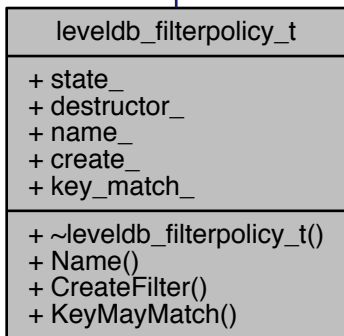 leveldb_filterpolicy_t
+ state_
+ destructor_
+ name_
+ create_
+ key_match_
+ ~leveldb_filterpolicy_t()
+ Name()
+ CreateFilter()
+ KeyMayMatch()